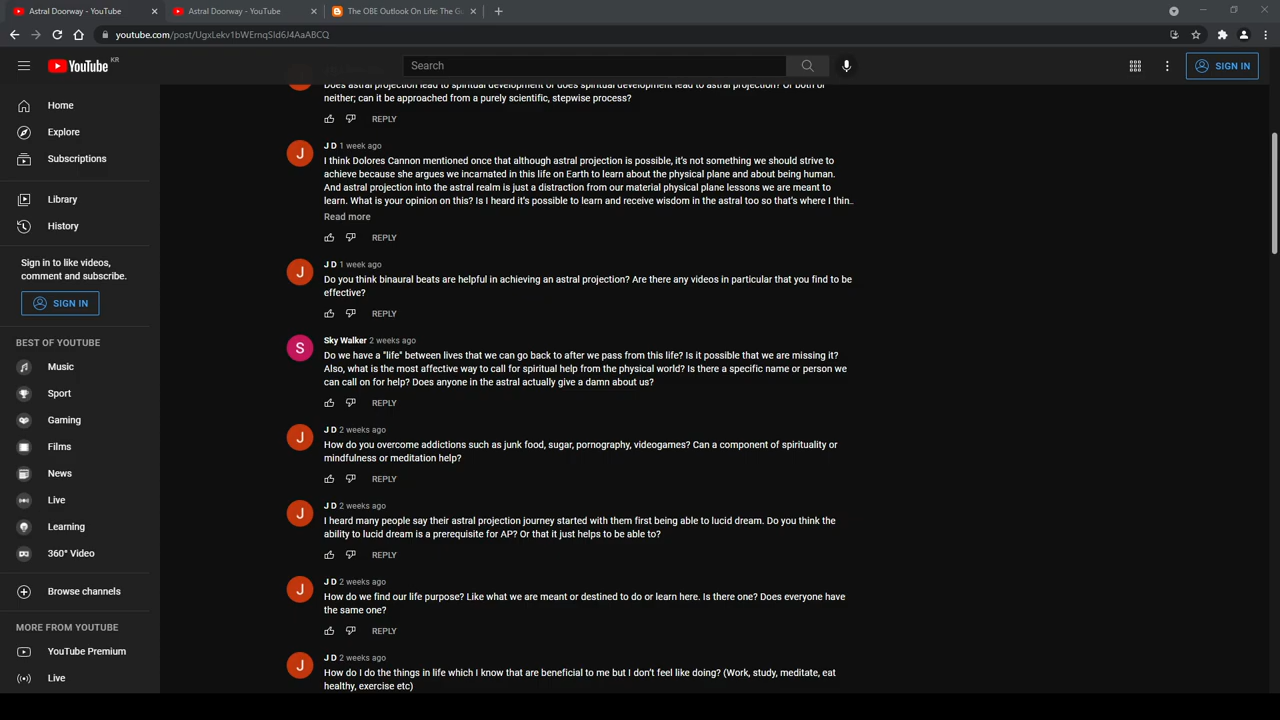 Astral Doorway - YouTube
Astral Doorway - YouTube
The OBE Outlook On Life: The G
youtube.com/post/UgxLekv1bWErnqSId6J4AaABCQ
YouTube KR
Search
SIGN IN
Home
Explore
Subscriptions
Library
History
Sign in to like videos,
comment and subscribe.
SIGN IN
BEST OF YOUTUBE
Music
Sport
Gaming
Films
News
Live
Learning
360° Video
Browse channels
MORE FROM YOUTUBE
YouTube Premium
Live
Does astral projection lead to spiritual development or does spiritual development lead to astral projection? Or both or
neither; can it be approached from a purely scientific, stepwise process?
REPLY
J
J D 1 week ago
I think Dolores Cannon mentioned once that although astral projection is possible, it's not something we should strive to
achieve because she argues we incarnated in this life on Earth to learn about the physical plane and about being human.
And astral projection into the astral realm is just a distraction from our material physical plane lessons we are meant to
learn. What is your opinion on this? Is I heard it's possible to learn and receive wisdom in the astral too so that's where I thin..
Read more
REPLY
J
J D 1 week ago
Do you think binaural beats are helpful in achieving an astral projection? Are there any videos in particular that you find to be
effective?
REPLY
S
Sky Walker 2 weeks ago
Do we have a "life" between lives that we can go back to after we pass from this life? Is it possible that we are missing it?
Also, what is the most affective way to call for spiritual help from the physical world? Is there a specific name or person we
can call on for help? Does anyone in the astral actually give a damn about us?
REPLY
J
J D 2 weeks ago
How do you overcome addictions such as junk food, sugar, pornography, videogames? Can a component of spirituality or
mindfulness or meditation help?
REPLY
J
J D 2 weeks ago
I heard many people say their astral projection journey started with them first being able to lucid dream. Do you think the
ability to lucid dream is a prerequisite for AP? Or that it just helps to be able to?
REPLY
J
J D 2 weeks ago
How do we find our life purpose? Like what we are meant or destined to do or learn here. Is there one? Does everyone have
the same one?
REPLY
J
J D 2 weeks ago
How do I do the things in life which I know that are beneficial to me but I don't feel like doing? (Work, study, meditate, eat
healthy, exercise etc)